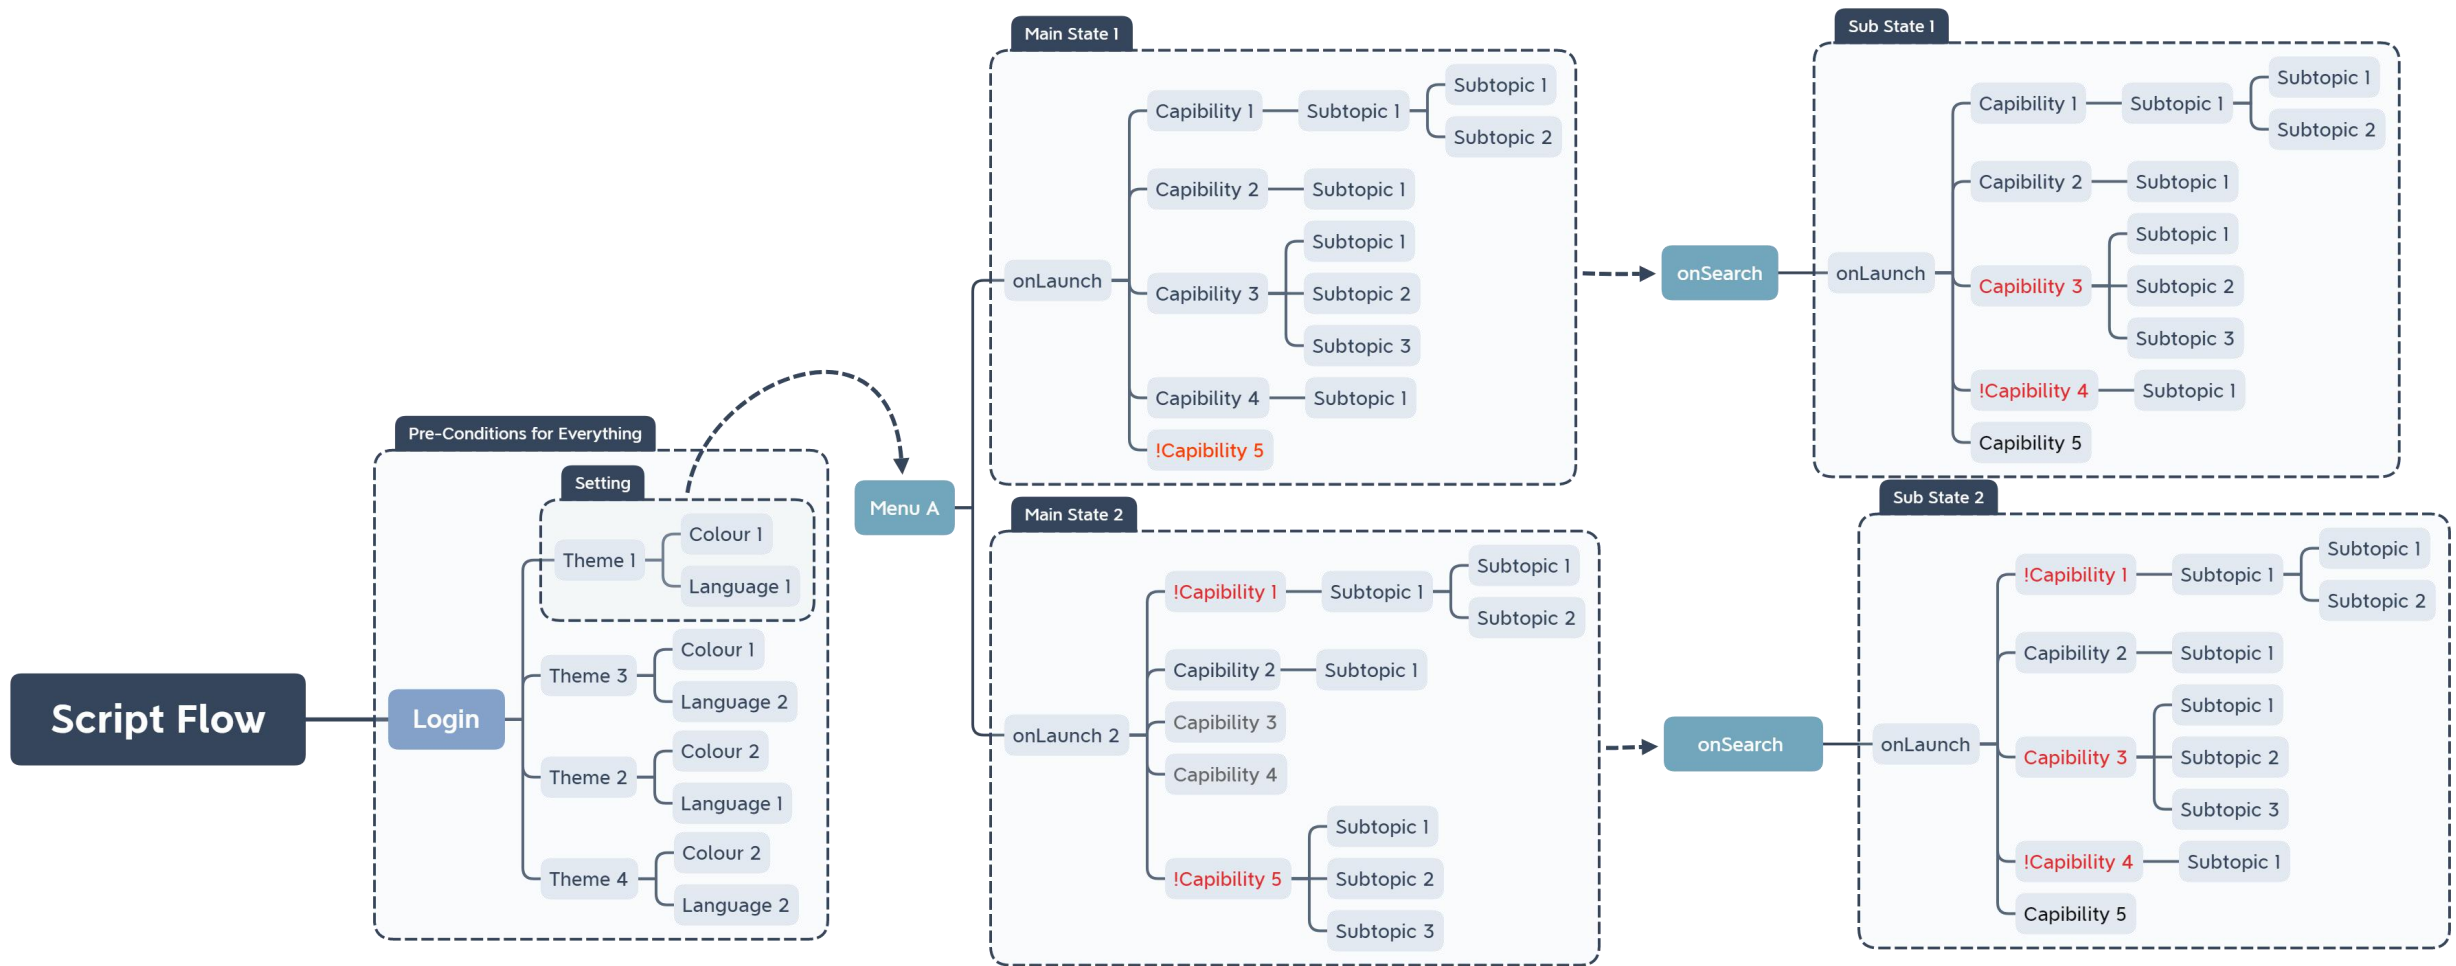 Script Flow
Pre-Conditions for Everything
Login
Setting
Theme 1
Colour 1
Language 1
Theme 3
Colour 1
Language 2
Theme 2
Colour 2
Language 1
Theme 4
Colour 2
Language 2
Menu A
Main State 1
onLaunch
Capibility 1
Subtopic 1
Subtopic 1
Subtopic 2
Capibility 2
Subtopic 1
Capibility 3
Subtopic 1
Subtopic 2
Subtopic 3
Capibility 4
Subtopic 1
!Capibility 5
onSearch
Sub State 1
onLaunch
Capibility 1
Subtopic 1
Subtopic 1
Subtopic 2
Capibility 2
Subtopic 1
Capibility 3
Subtopic 1
Subtopic 2
Subtopic 3
!Capibility 4
Subtopic 1
Capibility 5
Main State 2
onLaunch 2
!Capibility 1
Subtopic 1
Subtopic 1
Subtopic 2
Capibility 2
Subtopic 1
Capibility 3
Capibility 4
!Capibility 5
Subtopic 1
Subtopic 2
Subtopic 3
onSearch
Sub State 2
onLaunch
!Capibility 1
Subtopic 1
Subtopic 1
Subtopic 2
Capibility 2
Subtopic 1
Capibility 3
Subtopic 1
Subtopic 2
Subtopic 3
!Capibility 4
Subtopic 1
Capibility 5